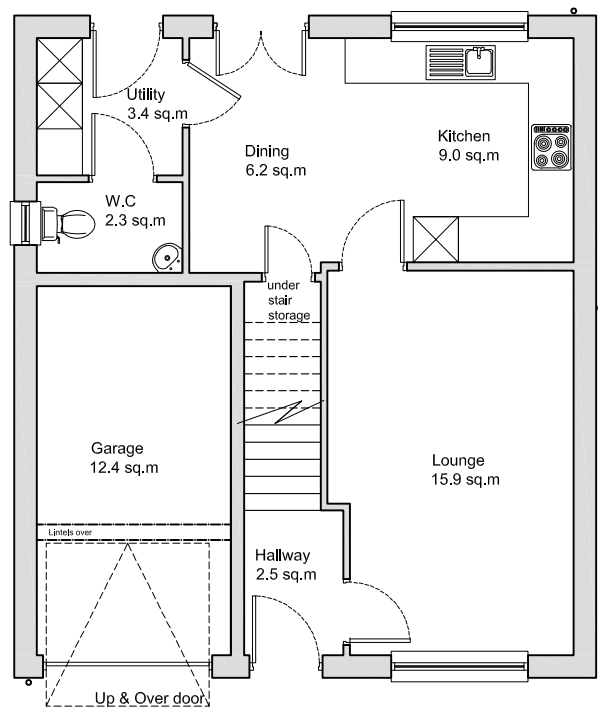 Utility
3.4 sq.m
Dining
6.2 sq.m
Kitchen
9.0 sq.m
W.C
2.3 sq.m
under
stair
storage
Garage
12.4 sq.m
Lounge
15.9 sq.m
Lintels over
Hallway
2.5 sq.m
Up & Over door